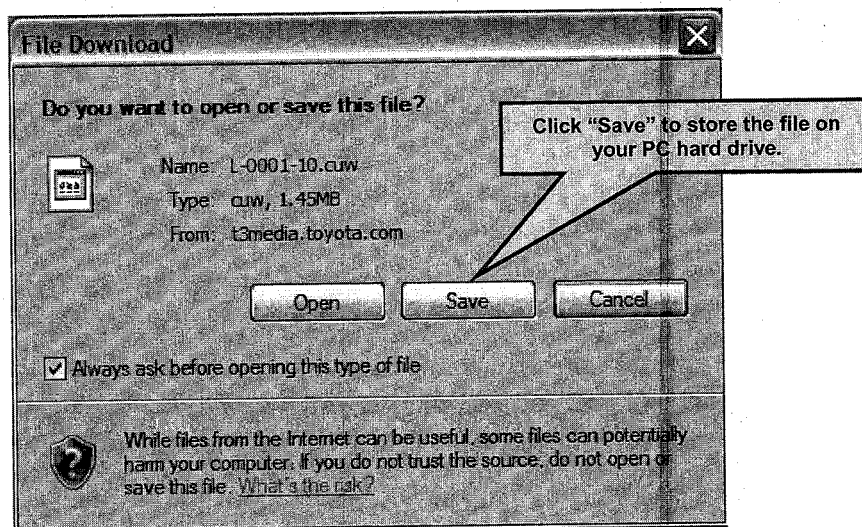 File Download
Do you want to open or save this file?
Click “Save” to store the file on
your PC hard drive.
Name: L-0001-10.cuw
Type: cuw, 1.45MB
From: t3media.toyota.com
Open
Save
Cancel
Always ask before opening this type of file
While files from the Internet can be useful, some files can potentially
harm your computer. If you do not trust the source, do not open or
save this file. What's the risk?